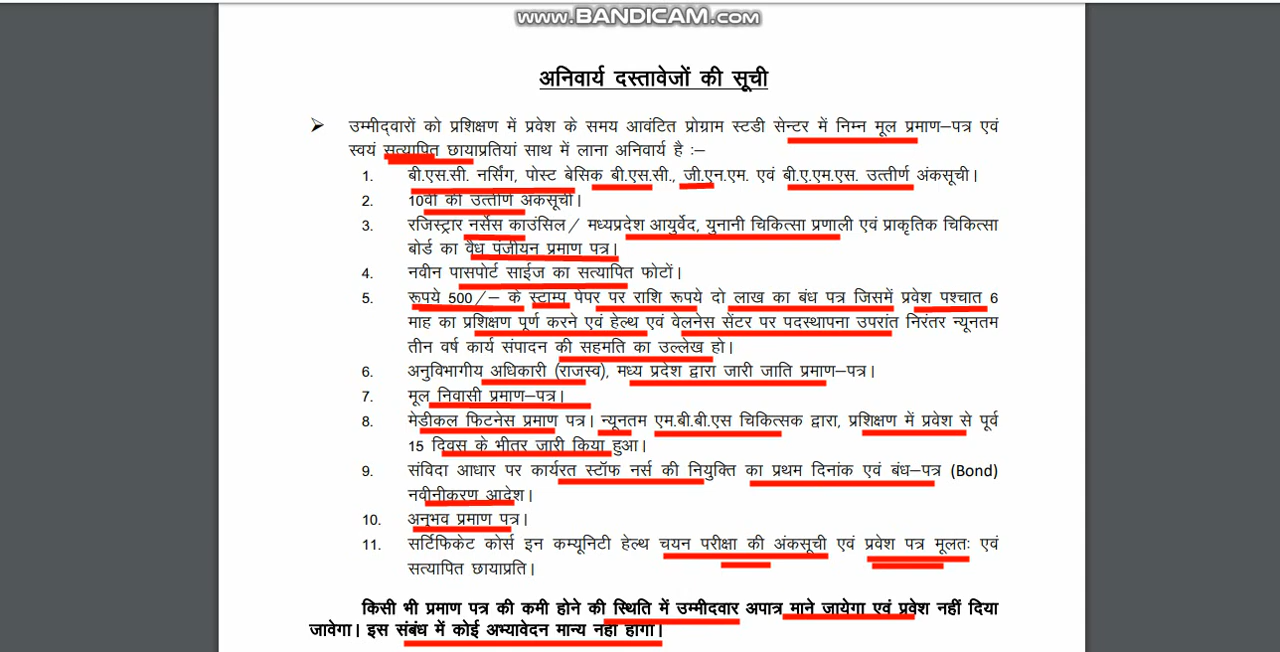 www.BANDICAM.com
अनिवार्य दस्तावेजों की सूची
➢ उम्मीद्वारों को प्रशिक्षण में प्रवेश के समय आवंटित प्रोग्राम स्टडी सेन्टर में निम्न मूल प्रमाण–पत्र एवं
स्वयं सत्यापित छायाप्रतियां साथ में लाना अनिवार्य है :–
1. बी.एस.सी. नर्सिंग, पोस्ट बेसिक बी.एस.सी., जी.एन.एम. एवं बी.ए.एम.एस. उत्तीर्ण अंकसूची।
2. 10वीं की उत्तीर्ण अंकसूची।
3. रजिस्ट्रार नर्सेस काउंसिल/ मध्यप्रदेश आयुर्वेद, युनानी चिकित्सा प्रणाली एवं प्राकृतिक चिकित्सा
बोर्ड का वैध पंजीयन प्रमाण पत्र।
4. नवीन पासपोर्ट साईज का सत्यापित फोटों।
5. रूपये 500/– के स्टाम्प पेपर पर राशि रूपये दो लाख का बंध पत्र जिसमें प्रवेश पश्चात 6
माह का प्रशिक्षण पूर्ण करने एवं हेल्थ एवं वेलनेस सेंटर पर पदस्थापना उपरांत निरंतर न्यूनतम
तीन वर्ष कार्य संपादन की सहमति का उल्लेख हो।
6. अनुविभागीय अधिकारी (राजस्व), मध्य प्रदेश द्वारा जारी जाति प्रमाण–पत्र।
7. मूल निवासी प्रमाण–पत्र।
8. मेडीकल फिटनेस प्रमाण पत्र। न्यूनतम एम.बी.बी.एस चिकित्सक द्वारा, प्रशिक्षण में प्रवेश से पूर्व
15 दिवस के भीतर जारी किया हुआ।
9. संविदा आधार पर कार्यरत स्टॉफ नर्स की नियुक्ति का प्रथम दिनांक एवं बंध–पत्र (Bond)
नवीनीकरण आदेश।
10. अनुभव प्रमाण पत्र।
11. सर्टिफिकेट कोर्स इन कम्यूनिटी हेल्थ चयन परीक्षा की अंकसूची एवं प्रवेश पत्र मूलतः एवं
सत्यापित छायाप्रति।
किसी भी प्रमाण पत्र की कमी होने की स्थिति में उम्मीदवार अपात्र माने जायेगा एवं प्रवेश नहीं दिया
जावेगा। इस संबंध में कोई अभ्यावेदन मान्य नहीं होगा।